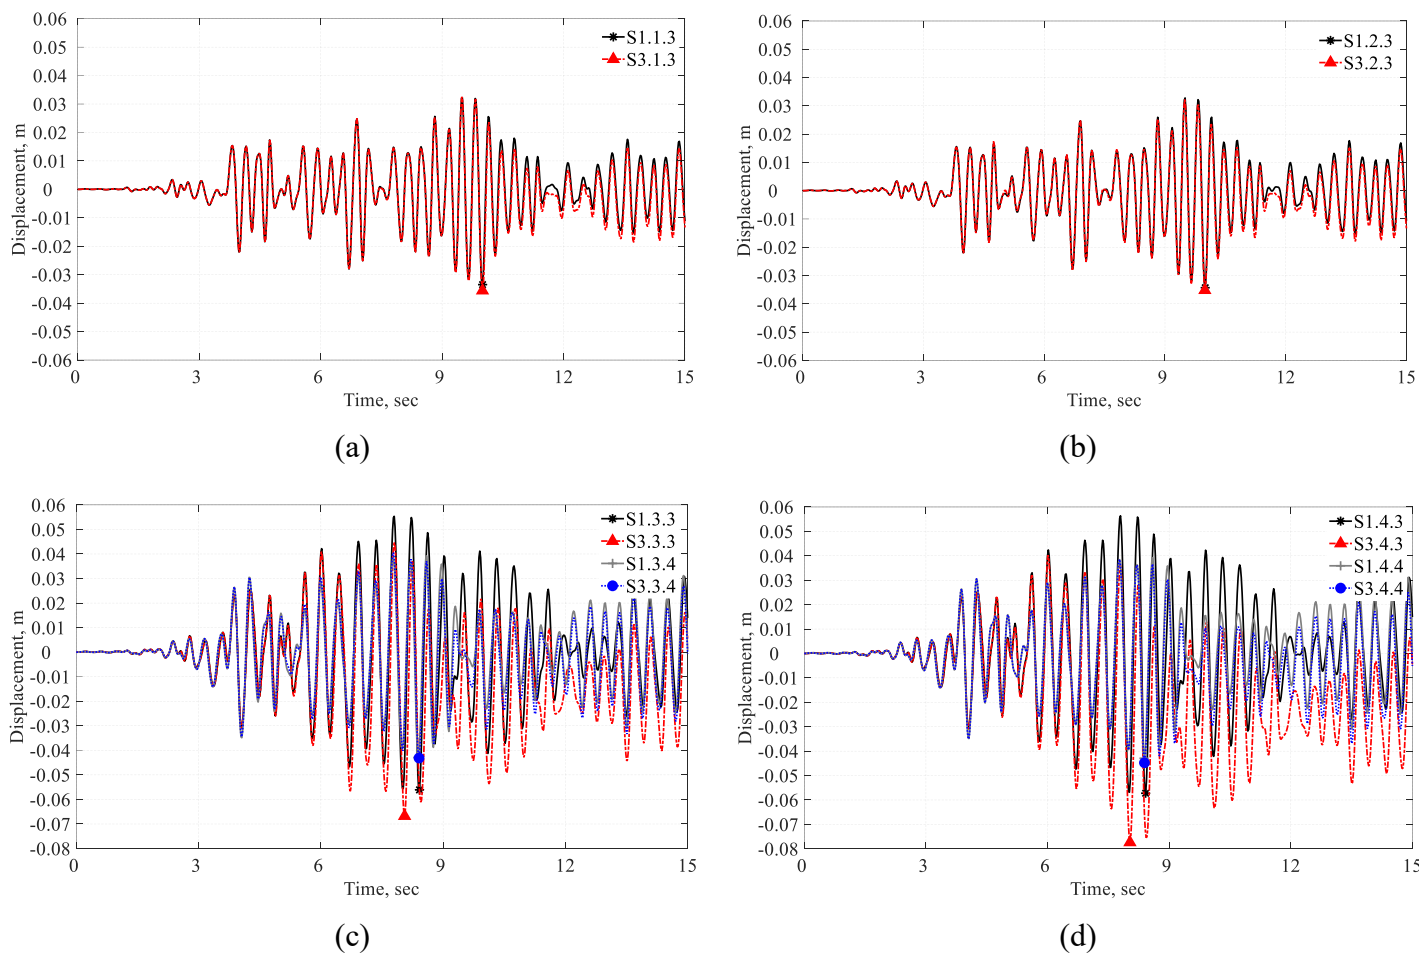 0.06
0.05
0.04
0.03
0.02
0.01
0
-0.01
-0.02
-0.03
-0.04
-0.05
-0.06
Displacement, m
S1.1.3
S3.1.3
0 3 6 9 12 15
Time, sec
(a)
0.06
0.05
0.04
0.03
0.02
0.01
0
-0.01
-0.02
-0.03
-0.04
-0.05
-0.06
Displacement, m
S1.2.3
S3.2.3
0 3 6 9 12 15
Time, sec
(b)
0.06
0.05
0.04
0.03
0.02
0.01
0
-0.01
-0.02
-0.03
-0.04
-0.05
-0.06
-0.07
-0.08
Displacement, m
S1.3.3
S3.3.3
S1.3.4
S3.3.4
0 3 6 9 12 15
Time, sec
(c)
0.06
0.05
0.04
0.03
0.02
0.01
0
-0.01
-0.02
-0.03
-0.04
-0.05
-0.06
-0.07
-0.08
Displacement, m
S1.4.3
S3.4.3
S1.4.4
S3.4.4
0 3 6 9 12 15
Time, sec
(d)